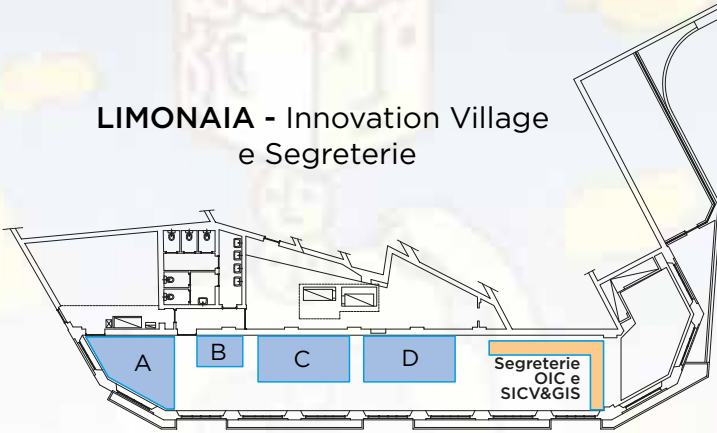 LIMONAIA - Innovation Village
e Segreterie
A
B
C
D
Segreterie
OIC e
SICV&GIS